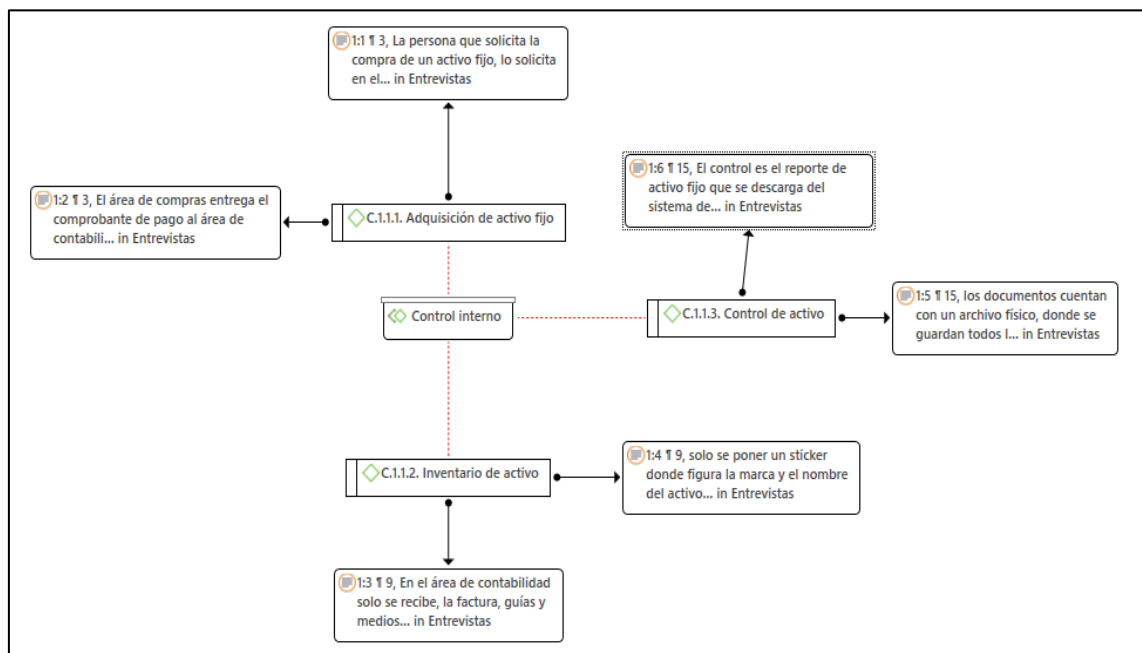 1:1 ¶ 3, La persona que solicita la
compra de un activo fijo, lo solicita
en el... in Entrevistas
1:6 ¶ 15, El control es el reporte de
activo fijo que se descarga del
sistema de... in Entrevistas
1:2 ¶ 3, El área de compras entrega el
comprobante de pago al área de
contabili... in Entrevistas
C.1.1.1. Adquisición de activo fijo
Control interno
C.1.1.3. Control de activo
1:5 ¶ 15, los documentos cuentan
con un archivo físico, donde se
guardan todos l... in Entrevistas
C.1.1.2. Inventario de activo
1:4 ¶ 9, solo se poner un sticker
donde figura la marca y el nombre
del activo... in Entrevistas
1:3 ¶ 9, En el área de contabilidad
solo se recibe, la factura, guías y
medios... in Entrevistas